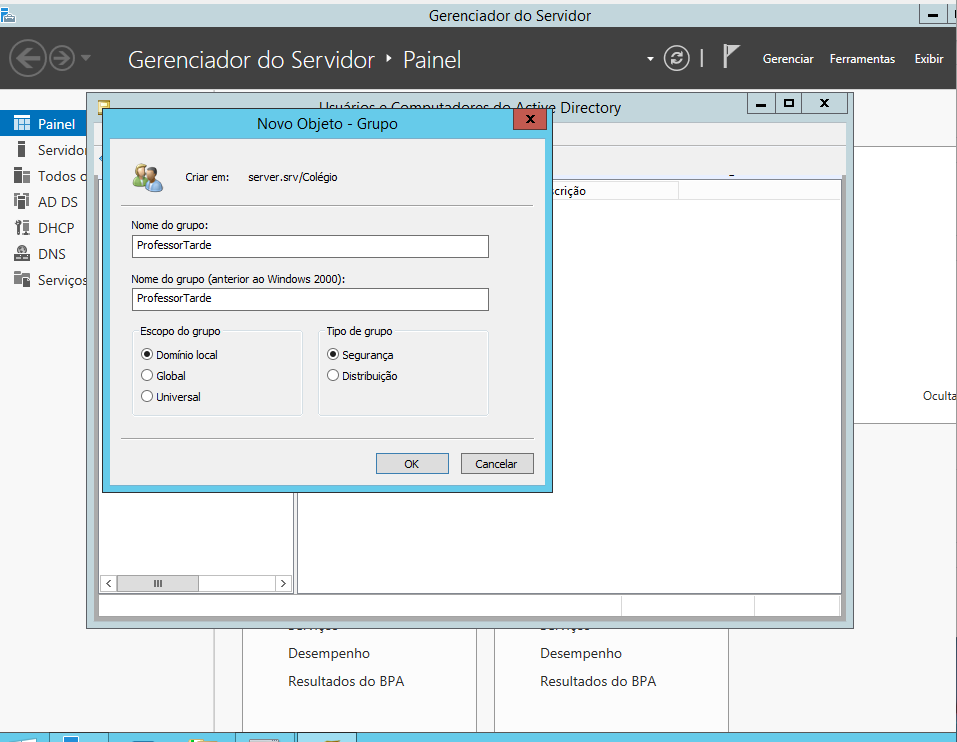 Gerenciador do Servidor
Gerenciador do Servidor ‣ Painel
Gerenciar Ferramentas Exibir
Usuários e Computadores do Active Directory
Novo Objeto - Grupo
x
Painel
Todos
AD DS
DHCP
DNS
Serviços
Criar em: server.srv/Colégio
Nome do grupo:
ProfessorTarde
Nome do grupo (anterior ao Windows 2000):
ProfessorTarde
Escopo do grupo
Domínio local
Global
Universal
Tipo de grupo
Segurança
Distribuição
OK Cancelar
scrição
Oculta
Serviços
Desempenho
Resultados do BPA
Serviços
Desempenho
Resultados do BPA